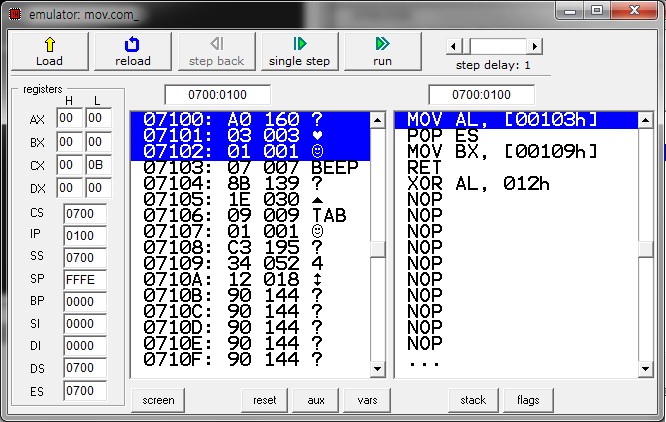 emulator: mov.com_
Load
reload
step back
single step
run
step delay: 1
registers
H L
AX 00 00
BX 00 00
CX 00 0B
DX 00 00
CS 0700
IP 0100
SS 0700
SP FFFE
BP 0000
SI 0000
DI 0000
DS 0700
ES 0700
0700:0100
07100: A0 160 ?
07101: 03 003 ♥
07102: 01 001 ☺
07103: 07 007 BEEP
07104: 8B 139 ?
07105: 1E 030 ▲
07106: 09 009 TAB
07107: 01 001 ☺
07108: C3 195 ?
07109: 34 052 4
0710A: 12 018 ↕
0710B: 90 144 ?
0710C: 90 144 ?
0710D: 90 144 ?
0710E: 90 144 ?
0710F: 90 144 ?
0700:0100
MOV AL, [00103h]
POP ES
MOV BX, [00109h]
RET
XOR AL, 012h
NOP
NOP
NOP
NOP
NOP
NOP
NOP
NOP
NOP
NOP
...
screen
reset
aux
vars
stack
flags